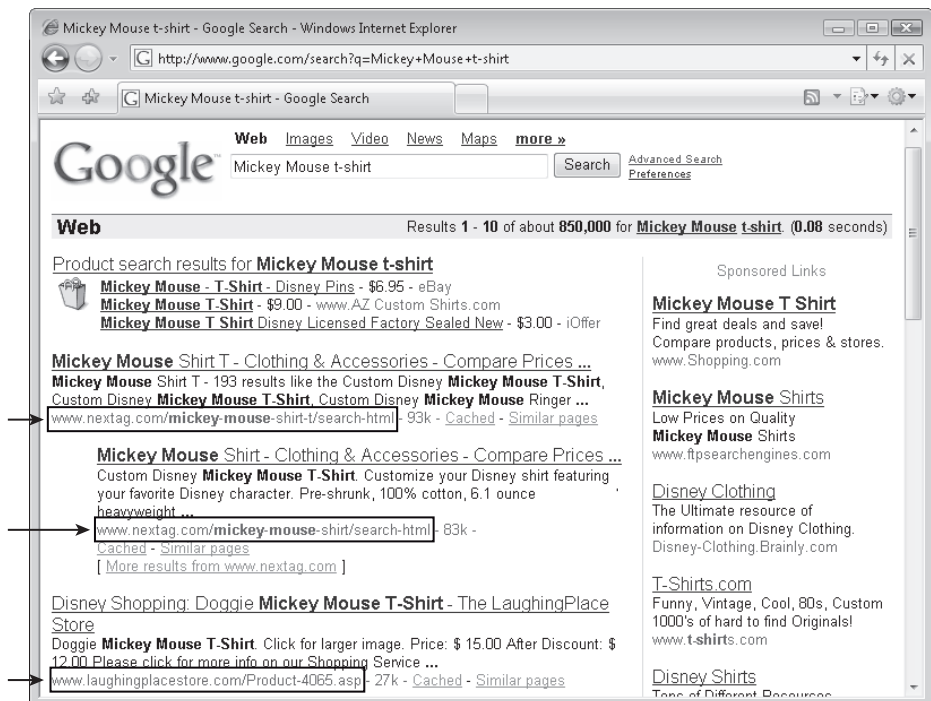 Mickey Mouse t-shirt - Google Search - Windows Internet Explorer
http://www.google.com/search?q=Mickey+Mouse+t-shirt
Mickey Mouse t-shirt - Google Search
Web Images Video News Maps more »
Google™
Mickey Mouse t-shirt Search Advanced Search
Preferences
Web Results 1 - 10 of about 850,000 for Mickey Mouse t-shirt. (0.08 seconds)
Product search results for Mickey Mouse t-shirt
Mickey Mouse - T-Shirt - Disney Pins - $6.95 - eBay
Mickey Mouse T-Shirt - $9.00 - www.AZ Custom Shirts.com
Mickey Mouse T Shirt Disney Licensed Factory Sealed New - $3.00 - iOffer
Mickey Mouse Shirt T - Clothing & Accessories - Compare Prices ...
Mickey Mouse Shirt T - 193 results like the Custom Disney Mickey Mouse T-Shirt,
Custom Disney Mickey Mouse T-Shirt, Custom Disney Mickey Mouse Ringer ...
www.nextag.com/mickey-mouse-shirt-t/search-html - 93k - Cached - Similar pages
Mickey Mouse Shirt - Clothing & Accessories - Compare Prices ...
Custom Disney Mickey Mouse T-Shirt. Customize your Disney shirt featuring
your favorite Disney character. Pre-shrunk, 100% cotton, 6.1 ounce
heavyweight ...
www.nextag.com/mickey-mouse-shirt/search-html - 83k -
Cached - Similar pages
[ More results from www.nextag.com ]
Disney Shopping: Doggie Mickey Mouse T-Shirt - The LaughingPlace
Store
Doggie Mickey Mouse T-Shirt. Click for larger image. Price: $ 15.00 After Discount: $
12.00 Please click for more info on our Shopping Service ...
www.laughingplacestore.com/Product-4065.asp - 27k - Cached - Similar pages
Sponsored Links
Mickey Mouse T Shirt
Find great deals and save!
Compare products, prices & stores.
www.Shopping.com
Mickey Mouse Shirts
Low Prices on Quality
Mickey Mouse Shirts
www.ftpsearchengines.com
Disney Clothing
The Ultimate resource of
information on Disney Clothing.
Disney-Clothing.Brainly.com
T-Shirts.com
Funny, Vintage, Cool, 80s, Custom
1000's of hard to find Originals!
www.t-shirts.com
Disney Shirts
Tons of Different Resources